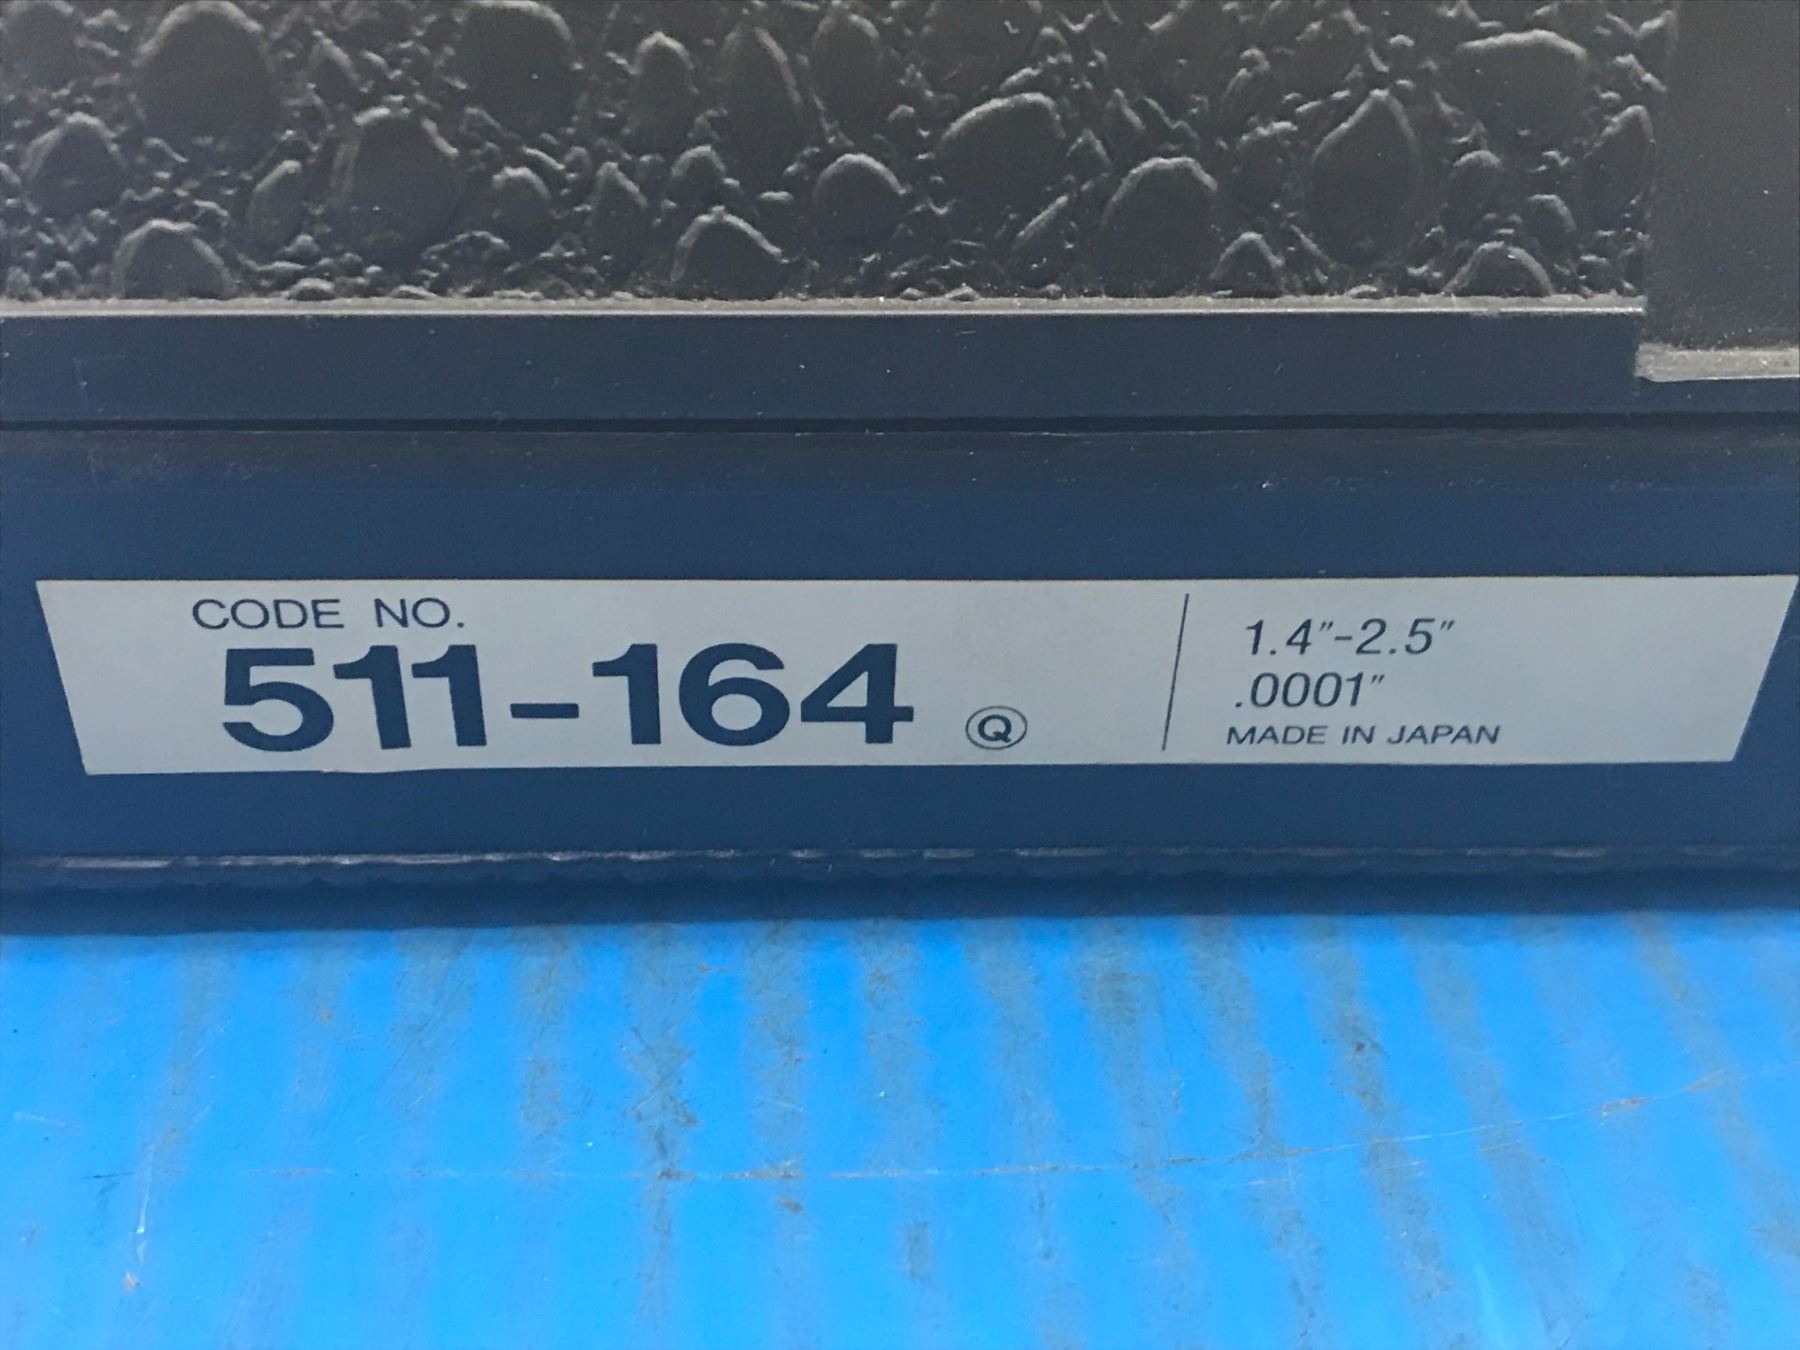 CODE NO.
511-164 Ⓠ
1.4"-2.5"
.0001"
MADE IN JAPAN